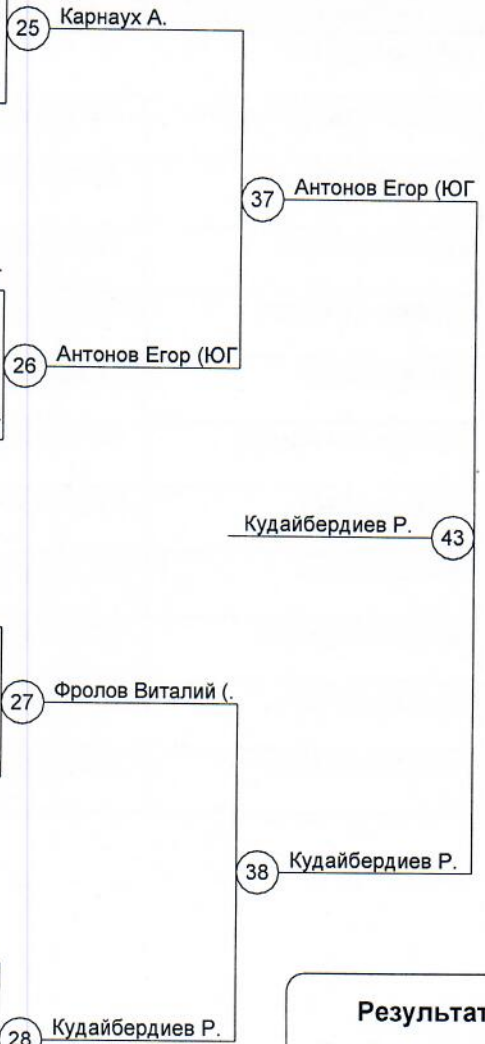 25 Карнаух А.
37 Антонов Егор (ЮГ
26 Антонов Егор (ЮГ
Кудайбердиев Р. 43
27 Фролов Виталий (.
38 Кудайбердиев Р.
Результат
28 Кудайбердиев Р.